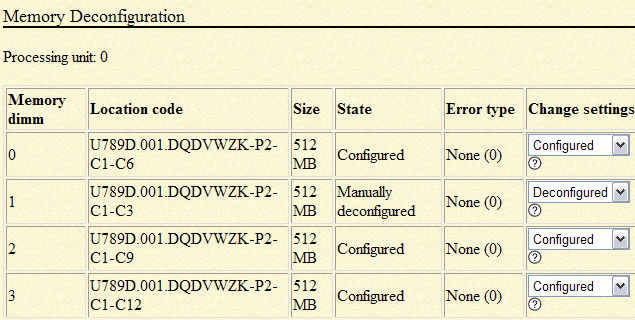 Memory Deconfiguration
Processing unit: 0
Memory dimm Location code Size State Error type Change settings
0 U789D.001.DQDVWZK-P2-C1-C6 512 MB Configured None (0) Configured ?
1 U789D.001.DQDVWZK-P2-C1-C3 512 MB Manually deconfigured None (0) Deconfigured ?
2 U789D.001.DQDVWZK-P2-C1-C9 512 MB Configured None (0) Configured ?
3 U789D.001.DQDVWZK-P2-C1-C12 512 MB Configured None (0) Configured ?